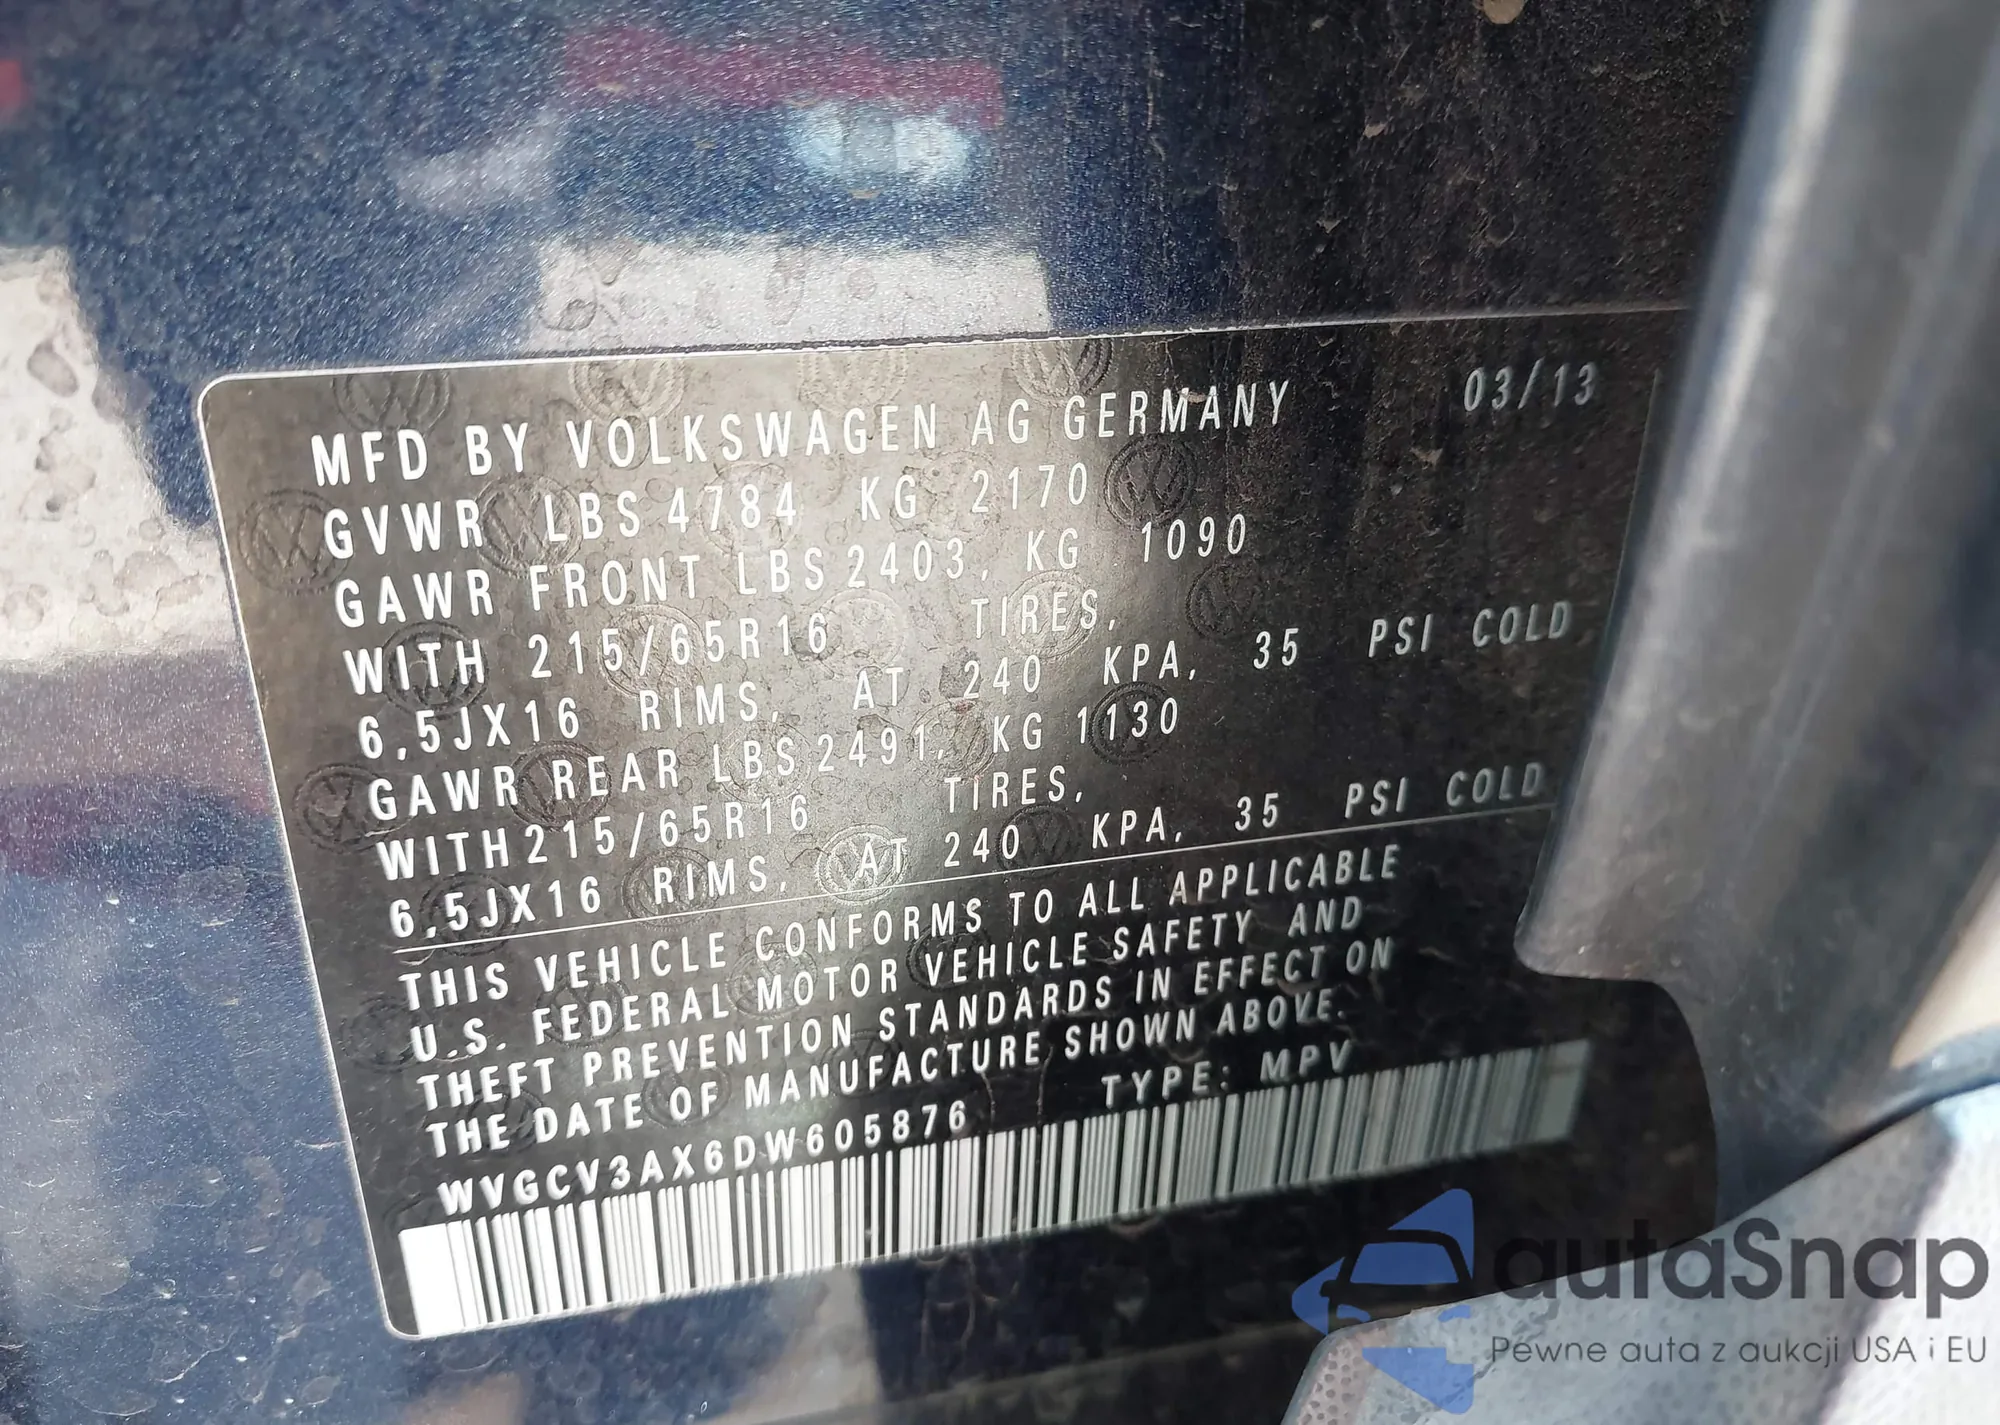 MFD BY VOLKSWAGEN AG GERMANY 03/13
GVWR LBS 4784 KG 2170
GAWR FRONT LBS 2403, KG 1090
WITH 215/65R16 TIRES,
6,5JX16 RIMS, AT 240 KPA, 35 PSI COLD
GAWR REAR LBS 2491, KG 1130
WITH 215/65R16 TIRES,
6,5JX16 RIMS, AT 240 KPA, 35 PSI COLD
THIS VEHICLE CONFORMS TO ALL APPLICABLE
U.S. FEDERAL MOTOR VEHICLE SAFETY AND
THEFT PREVENTION STANDARDS IN EFFECT ON
THE DATE OF MANUFACTURE SHOWN ABOVE.
WVGCV3AX6DW605876 TYPE: MPV
autaSnap
Pewne auta z aukcji USA i EU